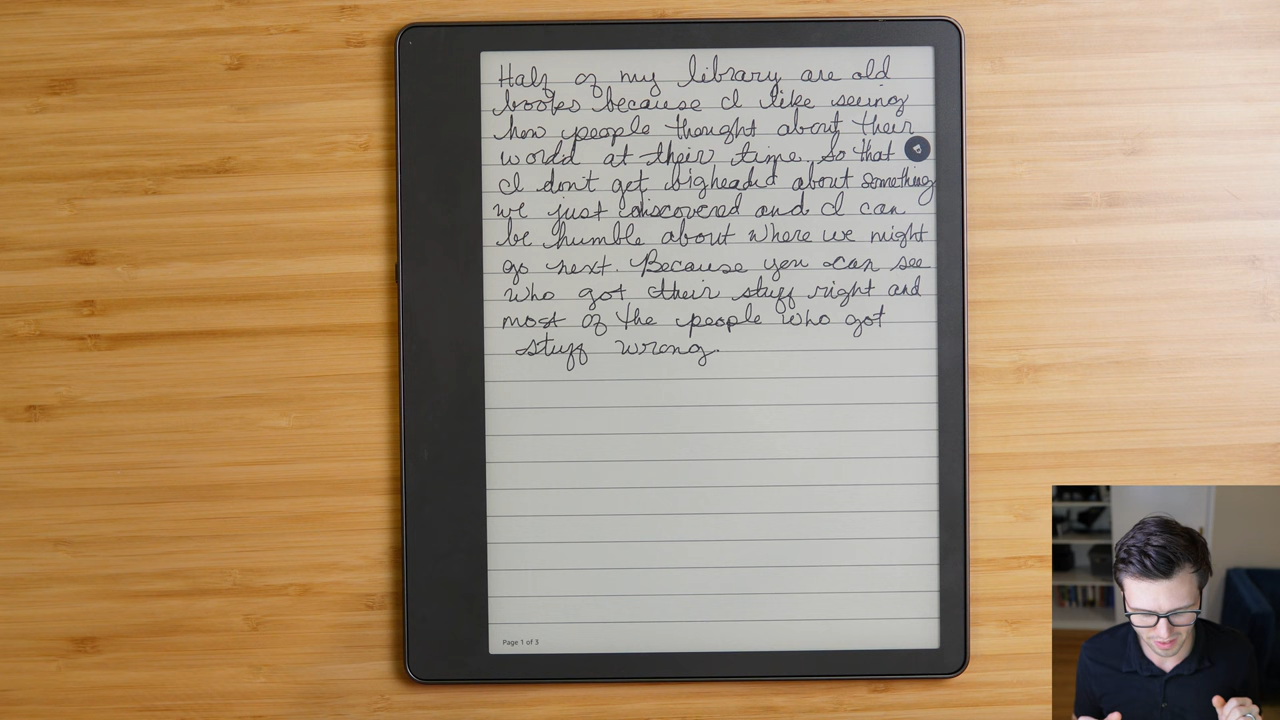 Half of my library are old
books because I like seeing
how people thought about their
world at their time. So that
I don't get bigheaded about something
we just discovered and I can
be humble about where we might
go next. Because you can see
who got their stuff right and
most of the people who got
stuff wrong.
Page 1 of 3